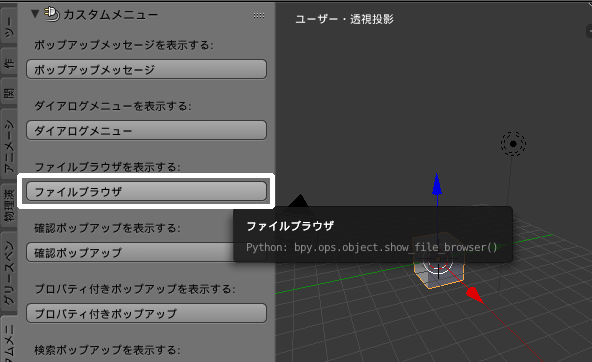 カスタムメニュー
ユーザー・透視投影
ツー
作
関
アニメーシ
物理演
グリースペン
タムメニ
ポップアップメッセージを表示する:
ポップアップメッセージ
ダイアログメニューを表示する:
ダイアログメニュー
ファイルブラウザを表示する:
ファイルブラウザ
ファイルブラウザ
Python: bpy.ops.object.show_file_browser()
確認ポップアップを表示する:
確認ポップアップ
プロパティ付きポップアップを表示する:
プロパティ付きポップアップ
検索ポップアップを表示する: